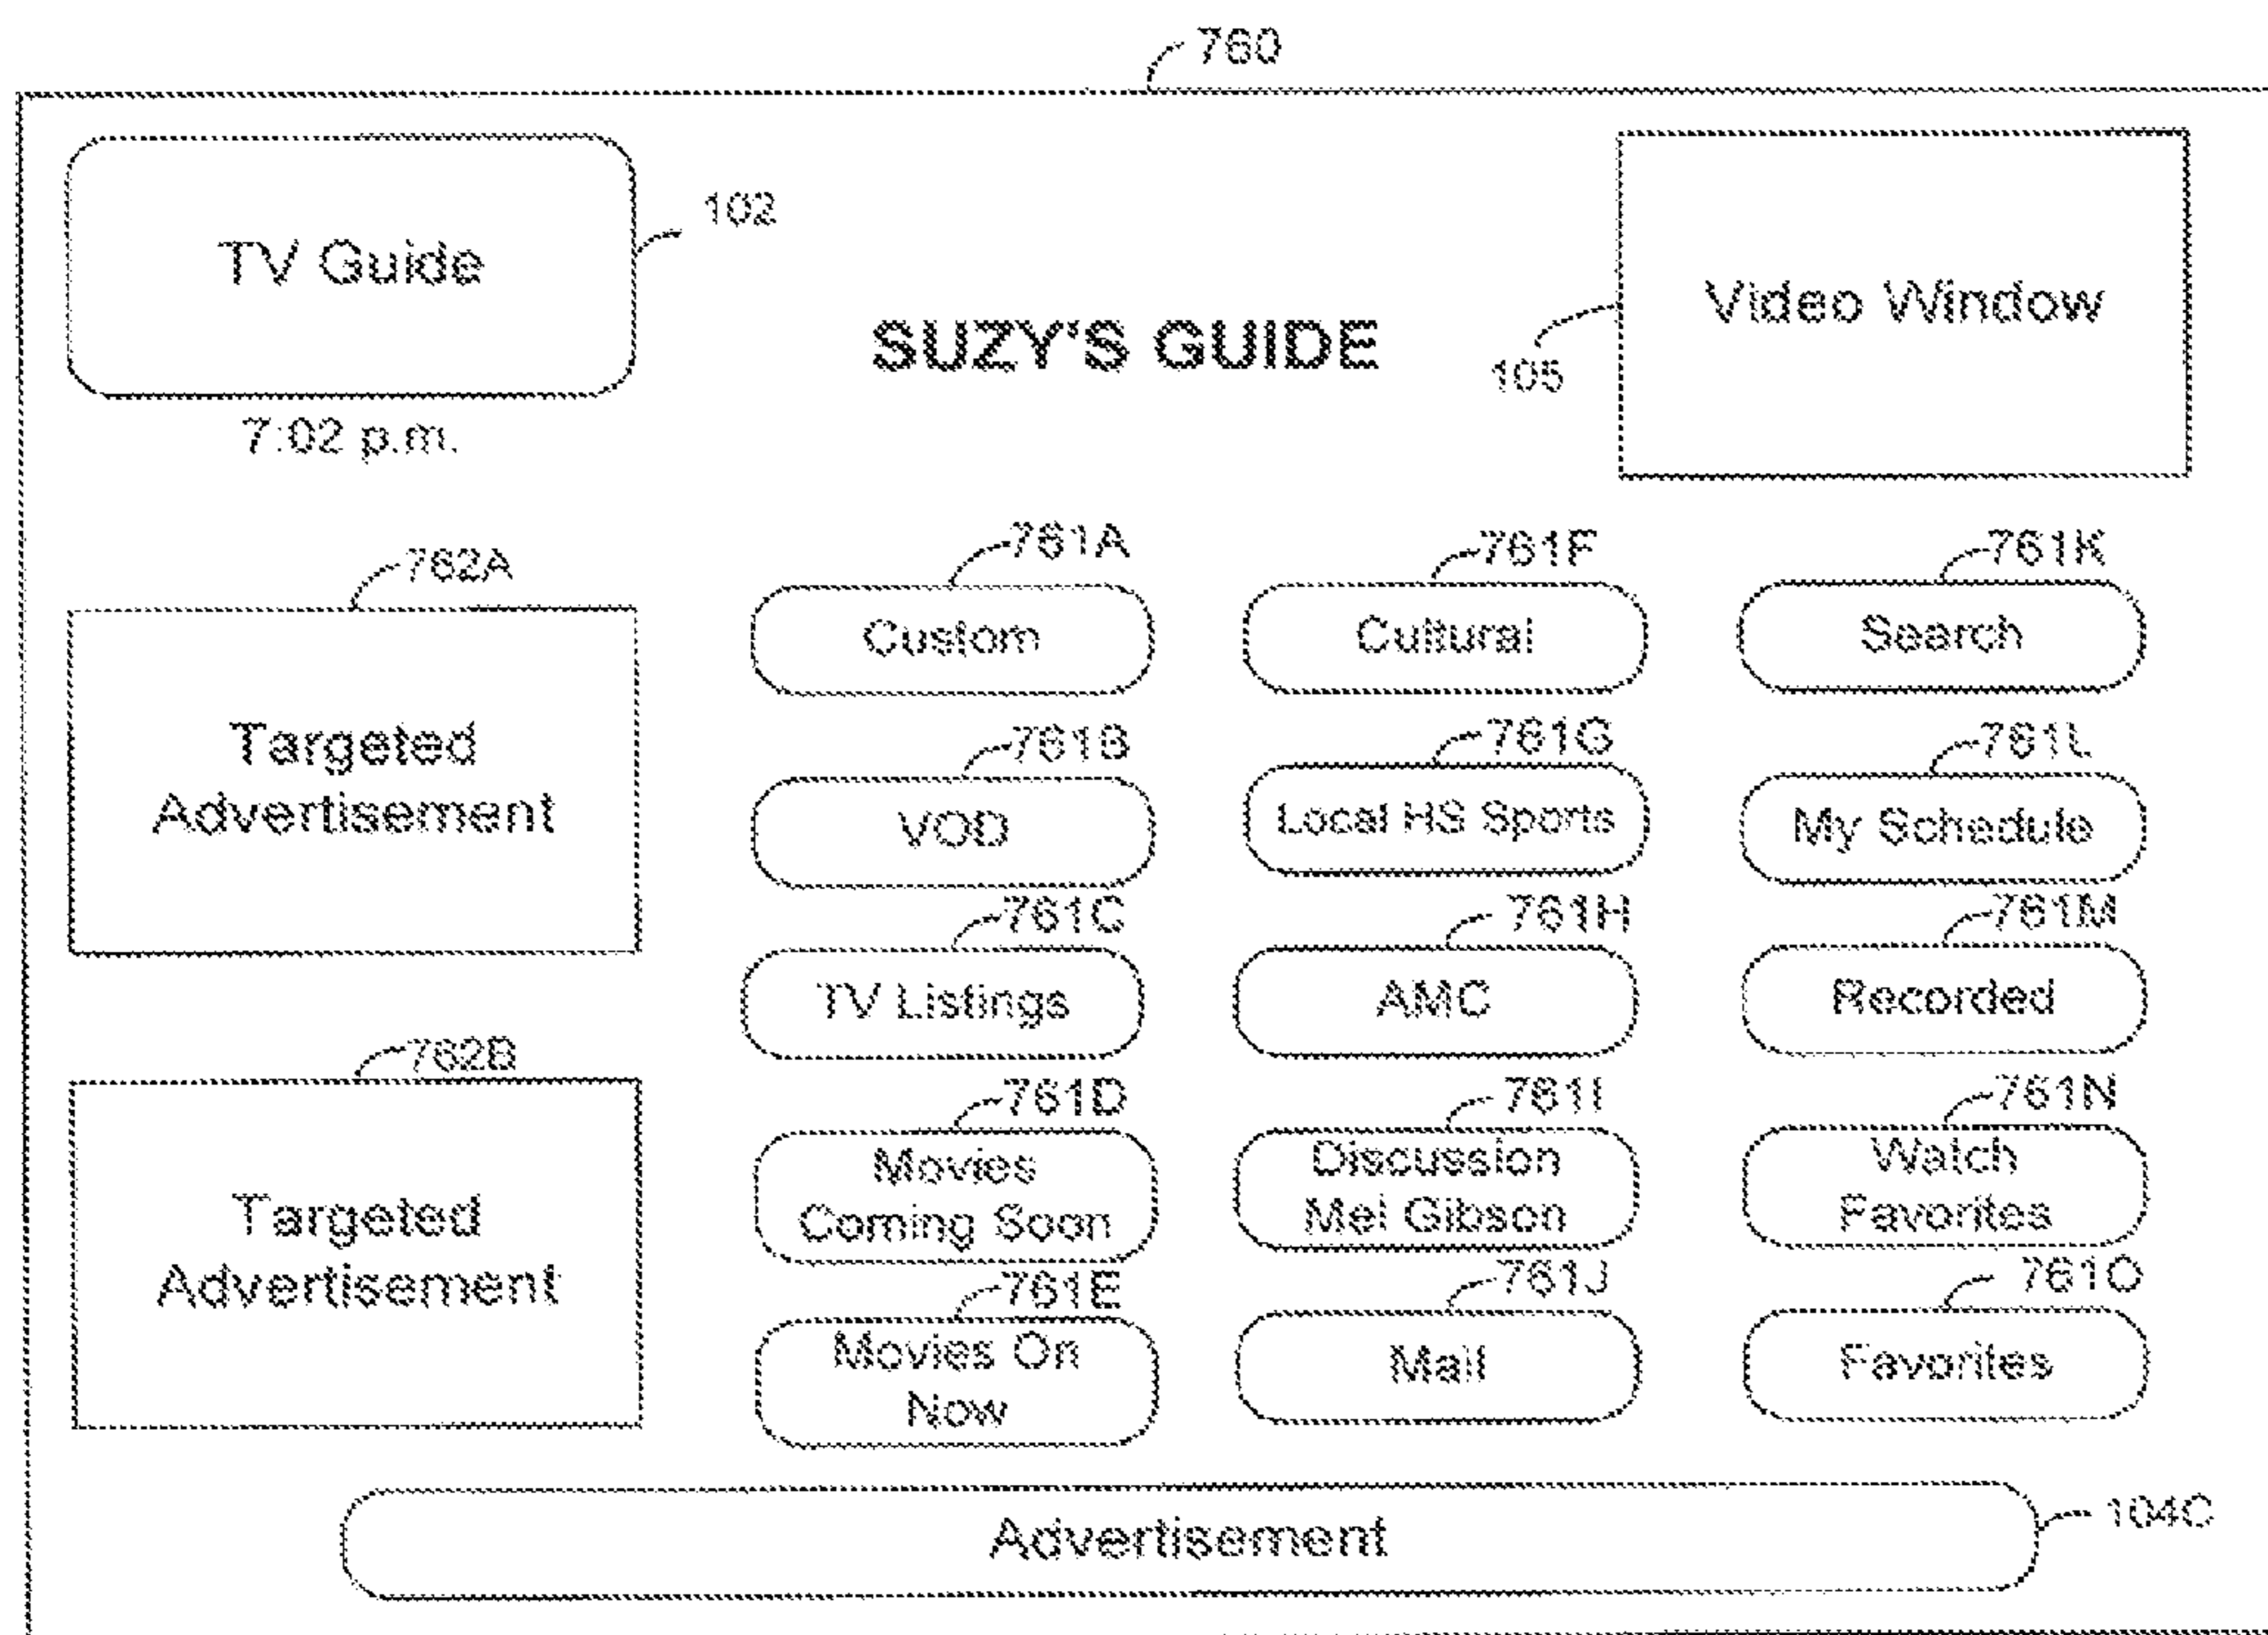 760
TV Guide
102
7:02 p.m.
SUZY'S GUIDE
Video Window
105
762A
Targeted
Advertisement
762B
Targeted
Advertisement
761A
Custom
761B
VOD
761C
TV Listings
761D
Movies
Coming Soon
761E
Movies On
Now
761F
Cultural
761G
Local HS Sports
761H
AMC
761I
Discussion
Mel Gibson
761J
Mail
761K
Search
761L
My Schedule
761M
Recorded
761N
Watch
Favorites
761O
Favorites
Advertisement
104C